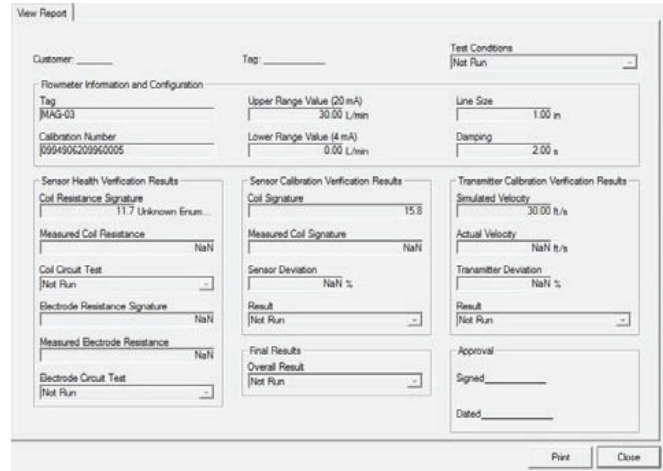 View Report
Customer: ______ Tag: ______ Test Conditions
Not Run
Flowmeter Information and Configuration
Tag
MAG-03
Upper Range Value (20 mA)
30.00 L/min
Line Size
1.00 in
Calibration Number
0994906209960005
Lower Range Value (4 mA)
0.00 L/min
Damping
2.00 s
Sensor Health Verification Results
Coil Resistance Signature
11.7 Unknown Enum...
Measured Coil Resistance
NaN
Coil Circuit Test
Not Run
Electrode Resistance Signature
NaN
Measured Electrode Resistance
NaN
Electrode Circuit Test
Not Run
Sensor Calibration Verification Results
Coil Signature
15.8
Measured Coil Signature
NaN
Sensor Deviation
NaN %
Result
Not Run
Final Results
Overall Result
Not Run
Transmitter Calibration Verification Results
Simulated Velocity
30.00 ft/s
Actual Velocity
NaN ft/s
Transmitter Deviation
NaN %
Result
Not Run
Approval
Signed___________
Dated___________
Print Close